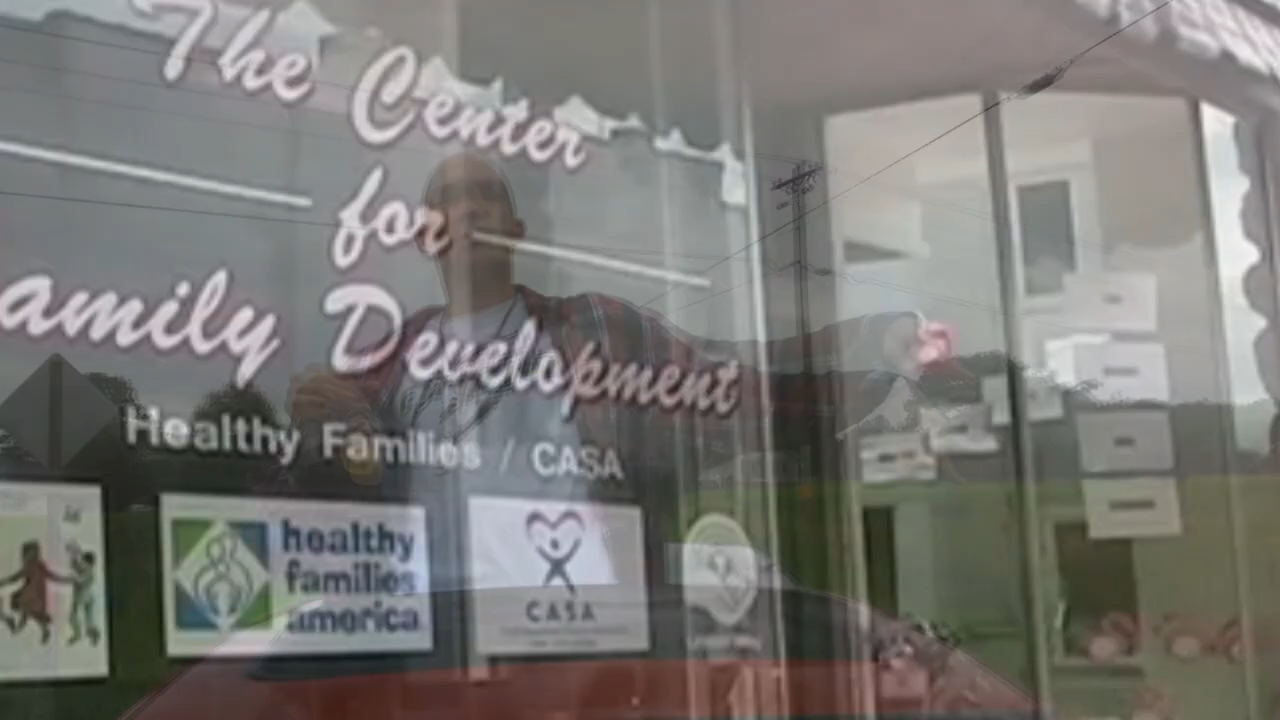 The Center
for
amily Development
Healthy Families / CASA
healthy
families
america
CASA